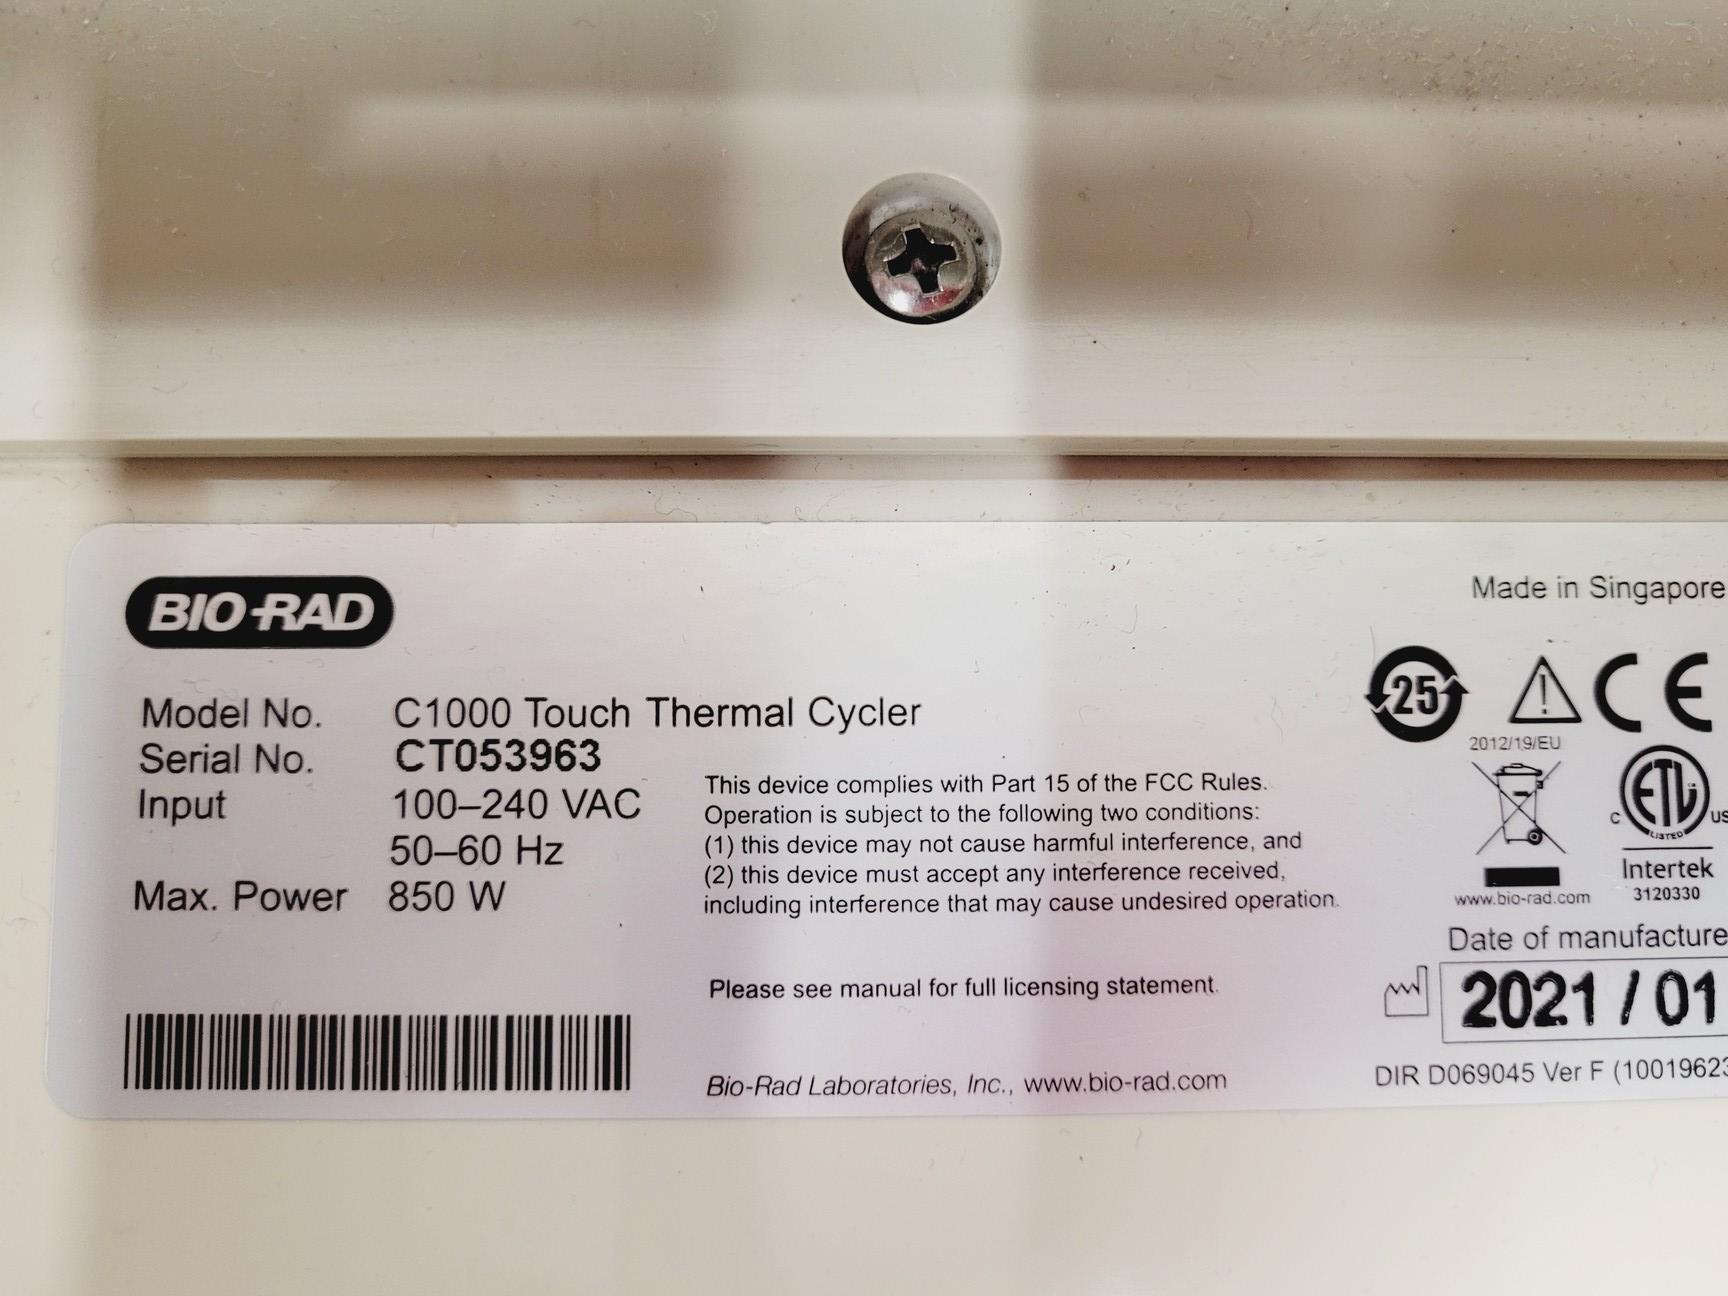 BIO-RAD
Model No. C1000 Touch Thermal Cycler
Serial No. CT053963
Input 100–240 VAC
50–60 Hz
Max. Power 850 W
This device complies with Part 15 of the FCC Rules.
Operation is subject to the following two conditions:
(1) this device may not cause harmful interference, and
(2) this device must accept any interference received,
including interference that may cause undesired operation.
Please see manual for full licensing statement.
Bio-Rad Laboratories, Inc., www.bio-rad.com
Made in Singapore
25
CE
2012/19/EU
C ETL US
LISTED
Intertek
3120330
www.bio-rad.com
Date of manufacture
2021 / 01
DIR D069045 Ver F (1001962